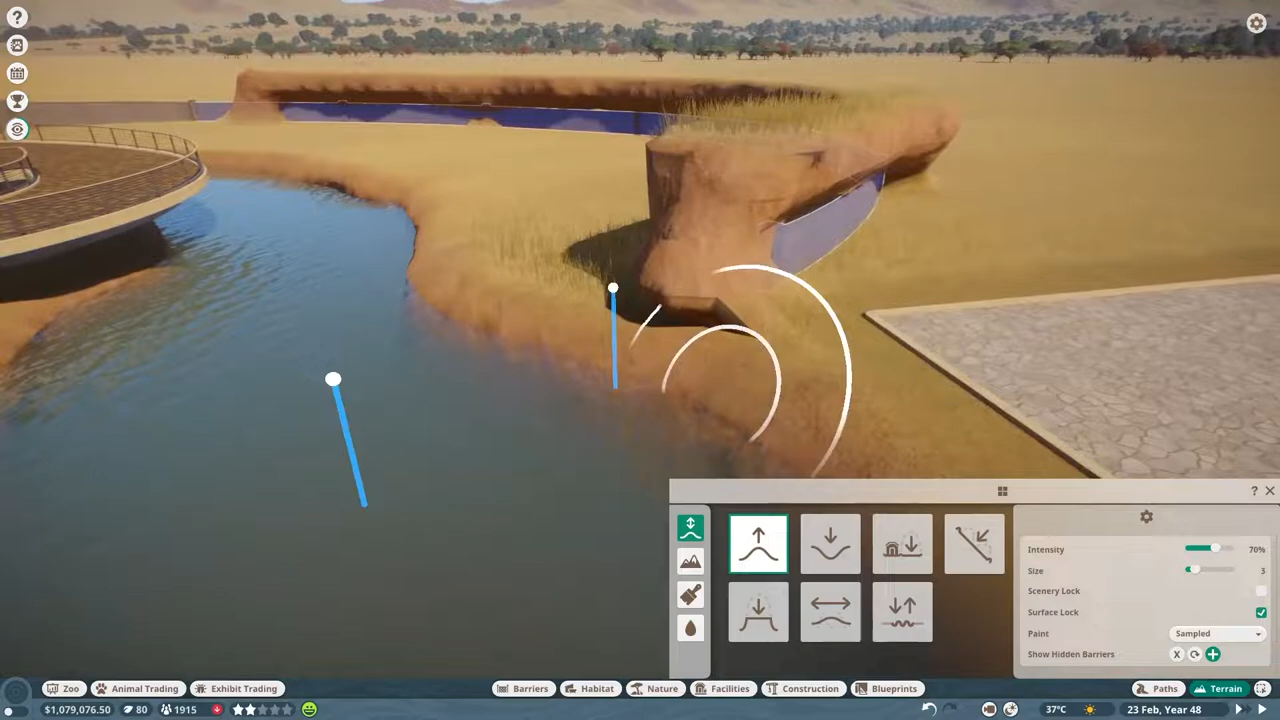 ?
?
Intensity 70%
Size 3
Scenery Lock
Surface Lock
Paint Sampled
Show Hidden Barriers X
Zoo Animal Trading Exhibit Trading Barriers Habitat Nature Facilities Construction Blueprints Paths Terrain
$1,079,076.50 80 1915 37°C 23 Feb, Year 48